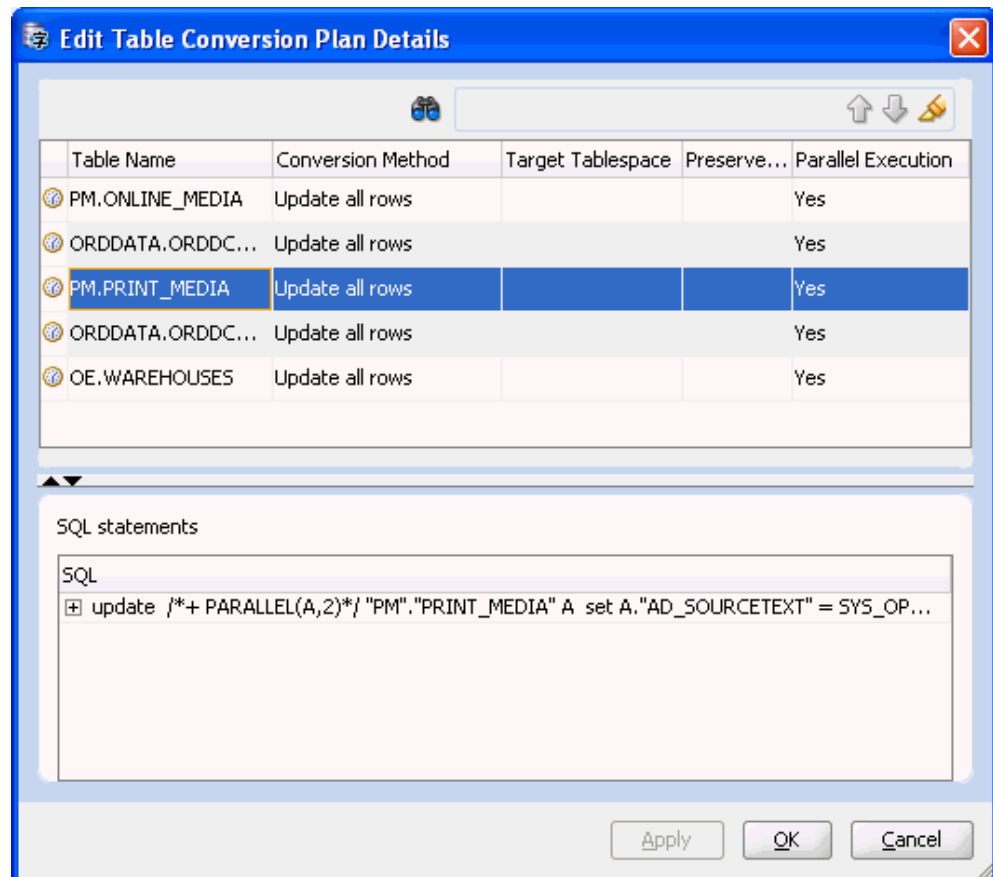 Edit Table Conversion Plan Details
Table Name Conversion Method Target Tablespace Preserve... Parallel Execution
PM.ONLINE_MEDIA Update all rows Yes
ORDDATA.ORDDC... Update all rows Yes
PM.PRINT_MEDIA Update all rows Yes
ORDDATA.ORDDC... Update all rows Yes
OE.WAREHOUSES Update all rows Yes
SQL statements
SQL
update /*+ PARALLEL(A,2)*/ "PM"."PRINT_MEDIA" A set A."AD_SOURCETEXT" = SYS_OP...
Apply OK Cancel